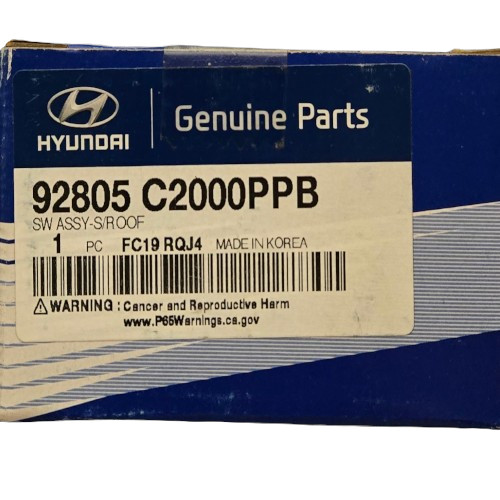 HYUNDAI
Genuine Parts
92805 C2000PPB
SW ASSY-S/ROOF
1 PC FC19 RQJ4 MADE IN KOREA
WARNING : Cancer and Reproductive Harm
www.P65Warnings.ca.gov